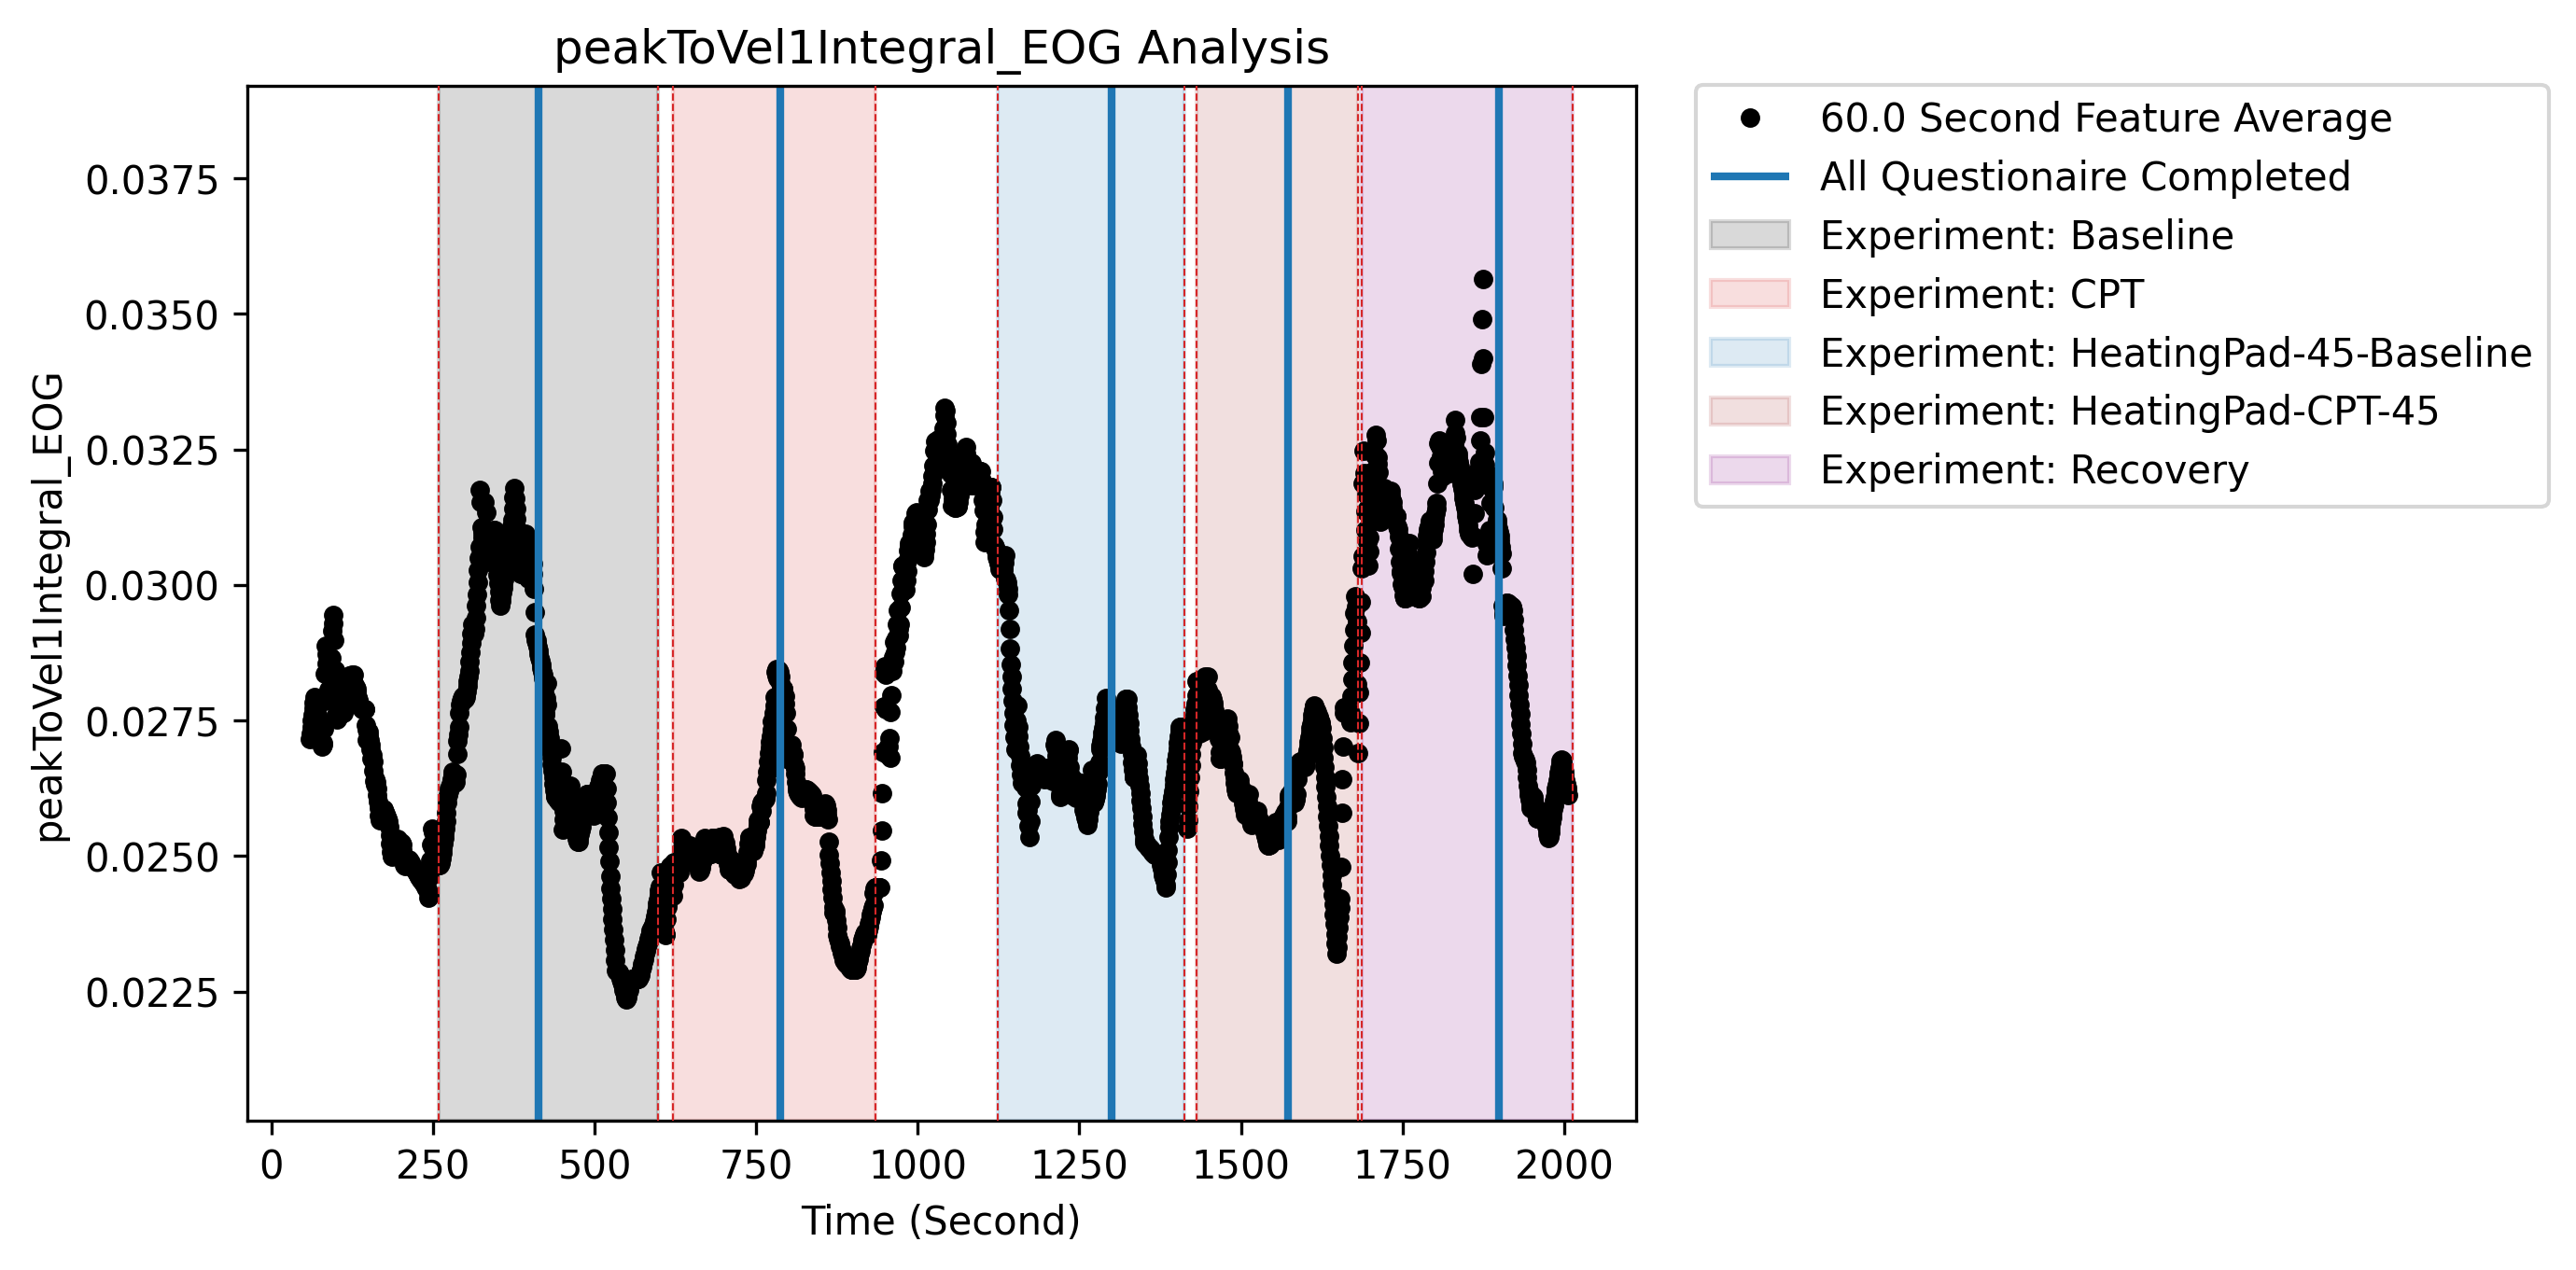 peakToVel1Integral_EOG Analysis
peakToVel1Integral_EOG
0.0375
0.0350
0.0325
0.0300
0.0275
0.0250
0.0225
0
250
500
750
1000
1250
1500
1750
2000
Time (Second)
60.0 Second Feature Average
All Questionaire Completed
Experiment: Baseline
Experiment: CPT
Experiment: HeatingPad-45-Baseline
Experiment: HeatingPad-CPT-45
Experiment: Recovery